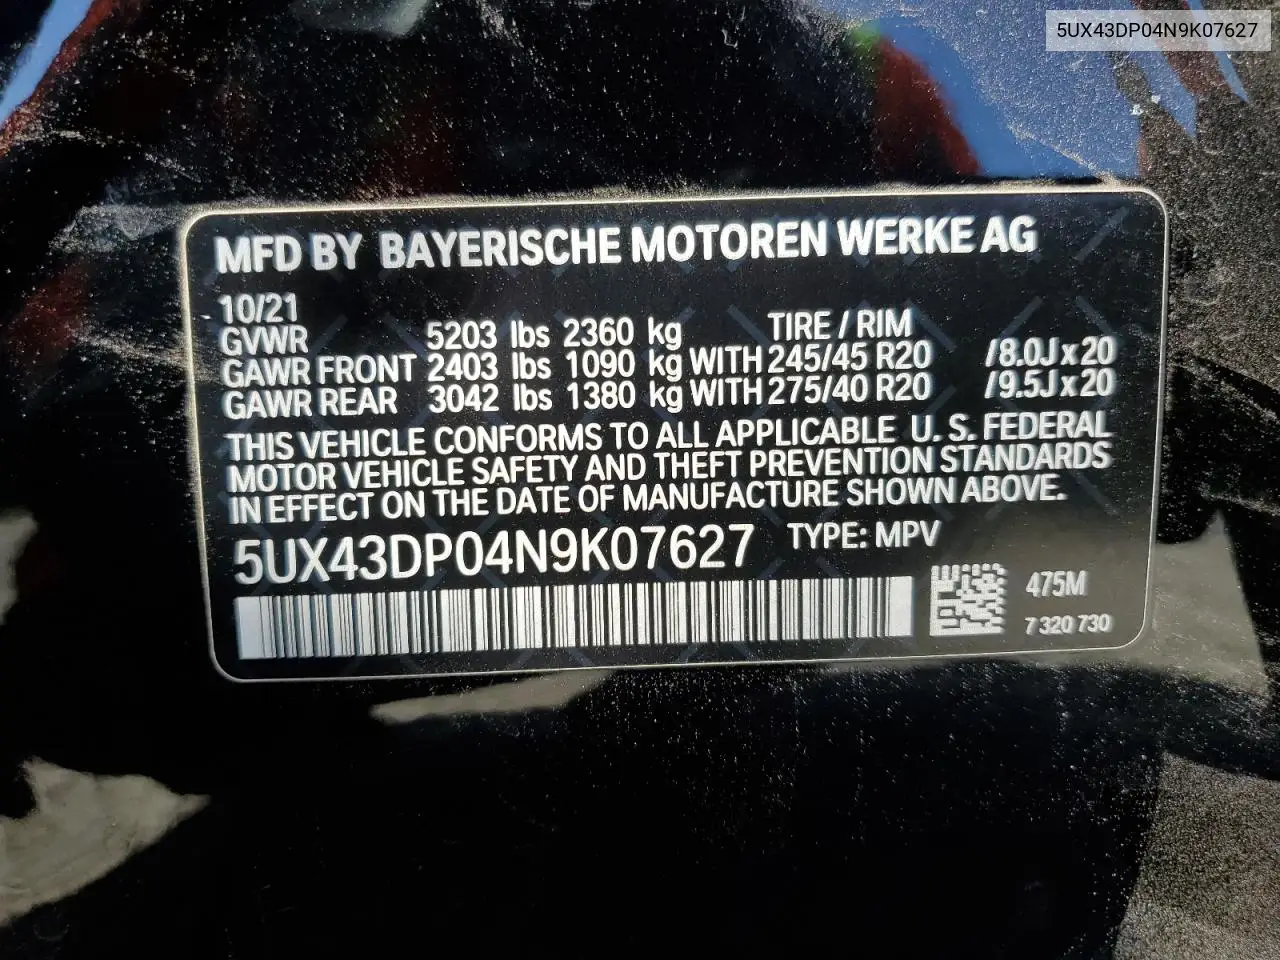 5UX43DP04N9K07627
MFD BY BAYERISCHE MOTOREN WERKE AG
10/21
GVWR 5203 lbs 2360 kg TIRE / RIM
GAWR FRONT 2403 lbs 1090 kg WITH 245/45 R20 /8.0J x 20
GAWR REAR 3042 lbs 1380 kg WITH 275/40 R20 /9.5J x 20
THIS VEHICLE CONFORMS TO ALL APPLICABLE U. S. FEDERAL
MOTOR VEHICLE SAFETY AND THEFT PREVENTION STANDARDS
IN EFFECT ON THE DATE OF MANUFACTURE SHOWN ABOVE.
5UX43DP04N9K07627 TYPE: MPV
475M
7 320 730